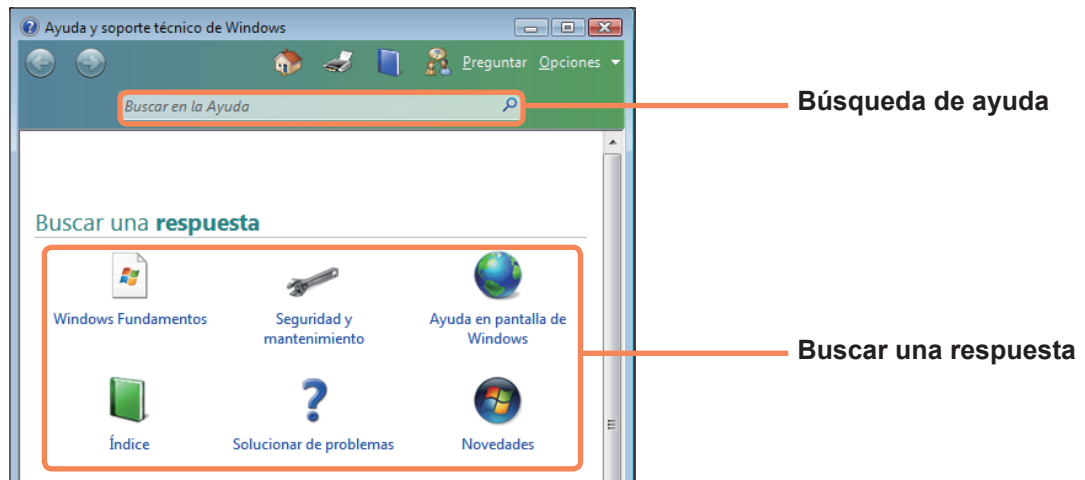 Ayuda y soporte técnico de Windows
Preguntar Opciones
Buscar en la Ayuda
Búsqueda de ayuda
Buscar una respuesta
Windows Fundamentos
Seguridad y
mantenimiento
Ayuda en pantalla de
Windows
Buscar una respuesta
Índice
Solucionar de problemas
Novedades